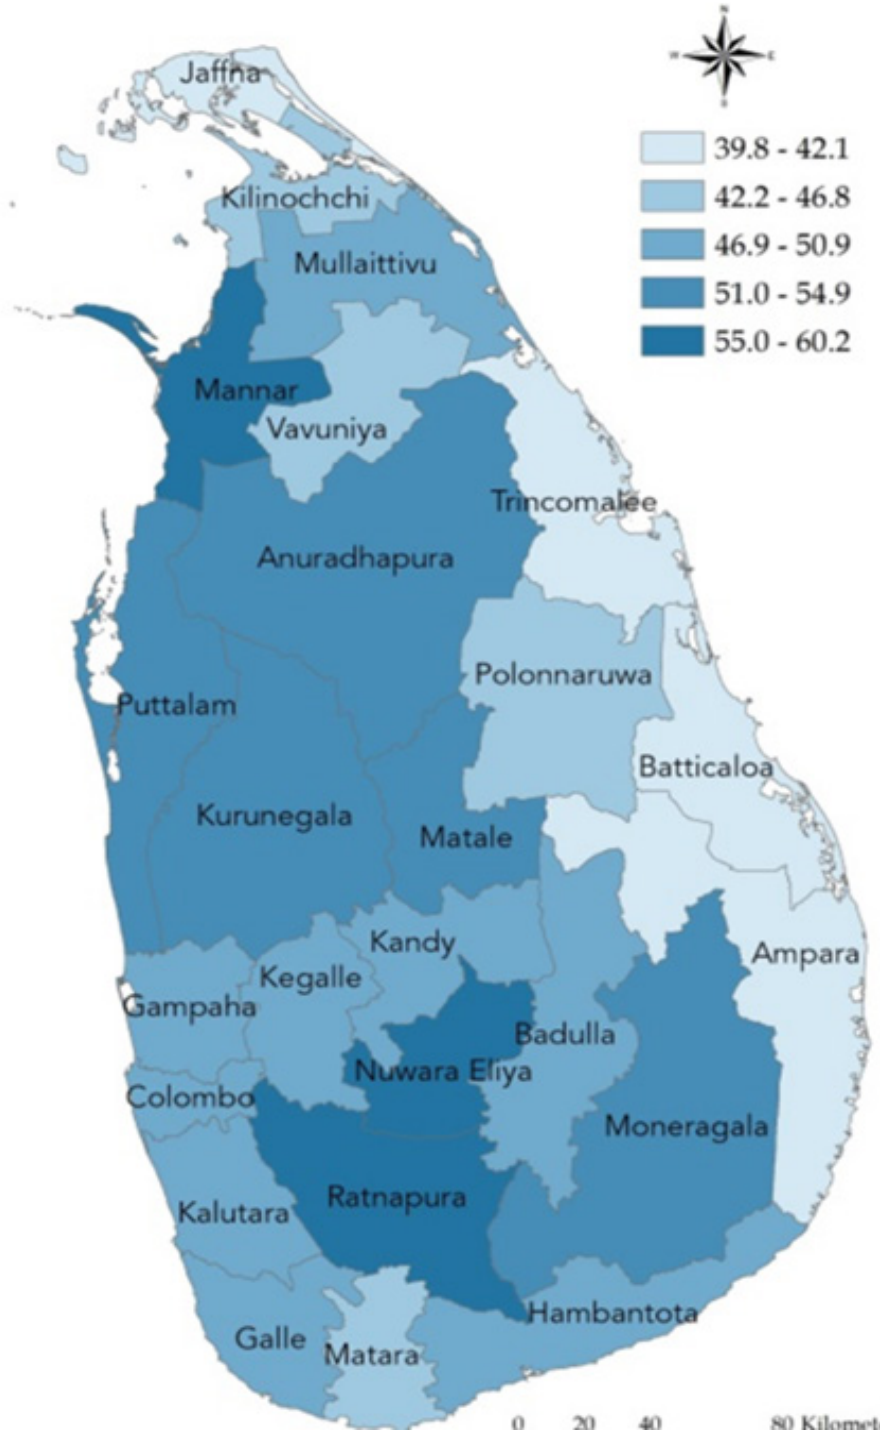 N
W E
S
Jaffna
39.8 - 42.1
42.2 - 46.8
Kilinochchi
46.9 - 50.9
Mullaittivu
51.0 - 54.9
55.0 - 60.2
Mannar
Vavuniya
Trincomalee
Anuradhapura
Polonnaruwa
Puttalam
Batticaloa
Kurunegala
Matale
Kandy
Ampara
Kegalle
Gampaha
Badulla
Nuwara Eliya
Colombo
Moneragala
Ratnapura
Kalutara
Hambantota
Galle
Matara
0 20 40 80 Kilomete